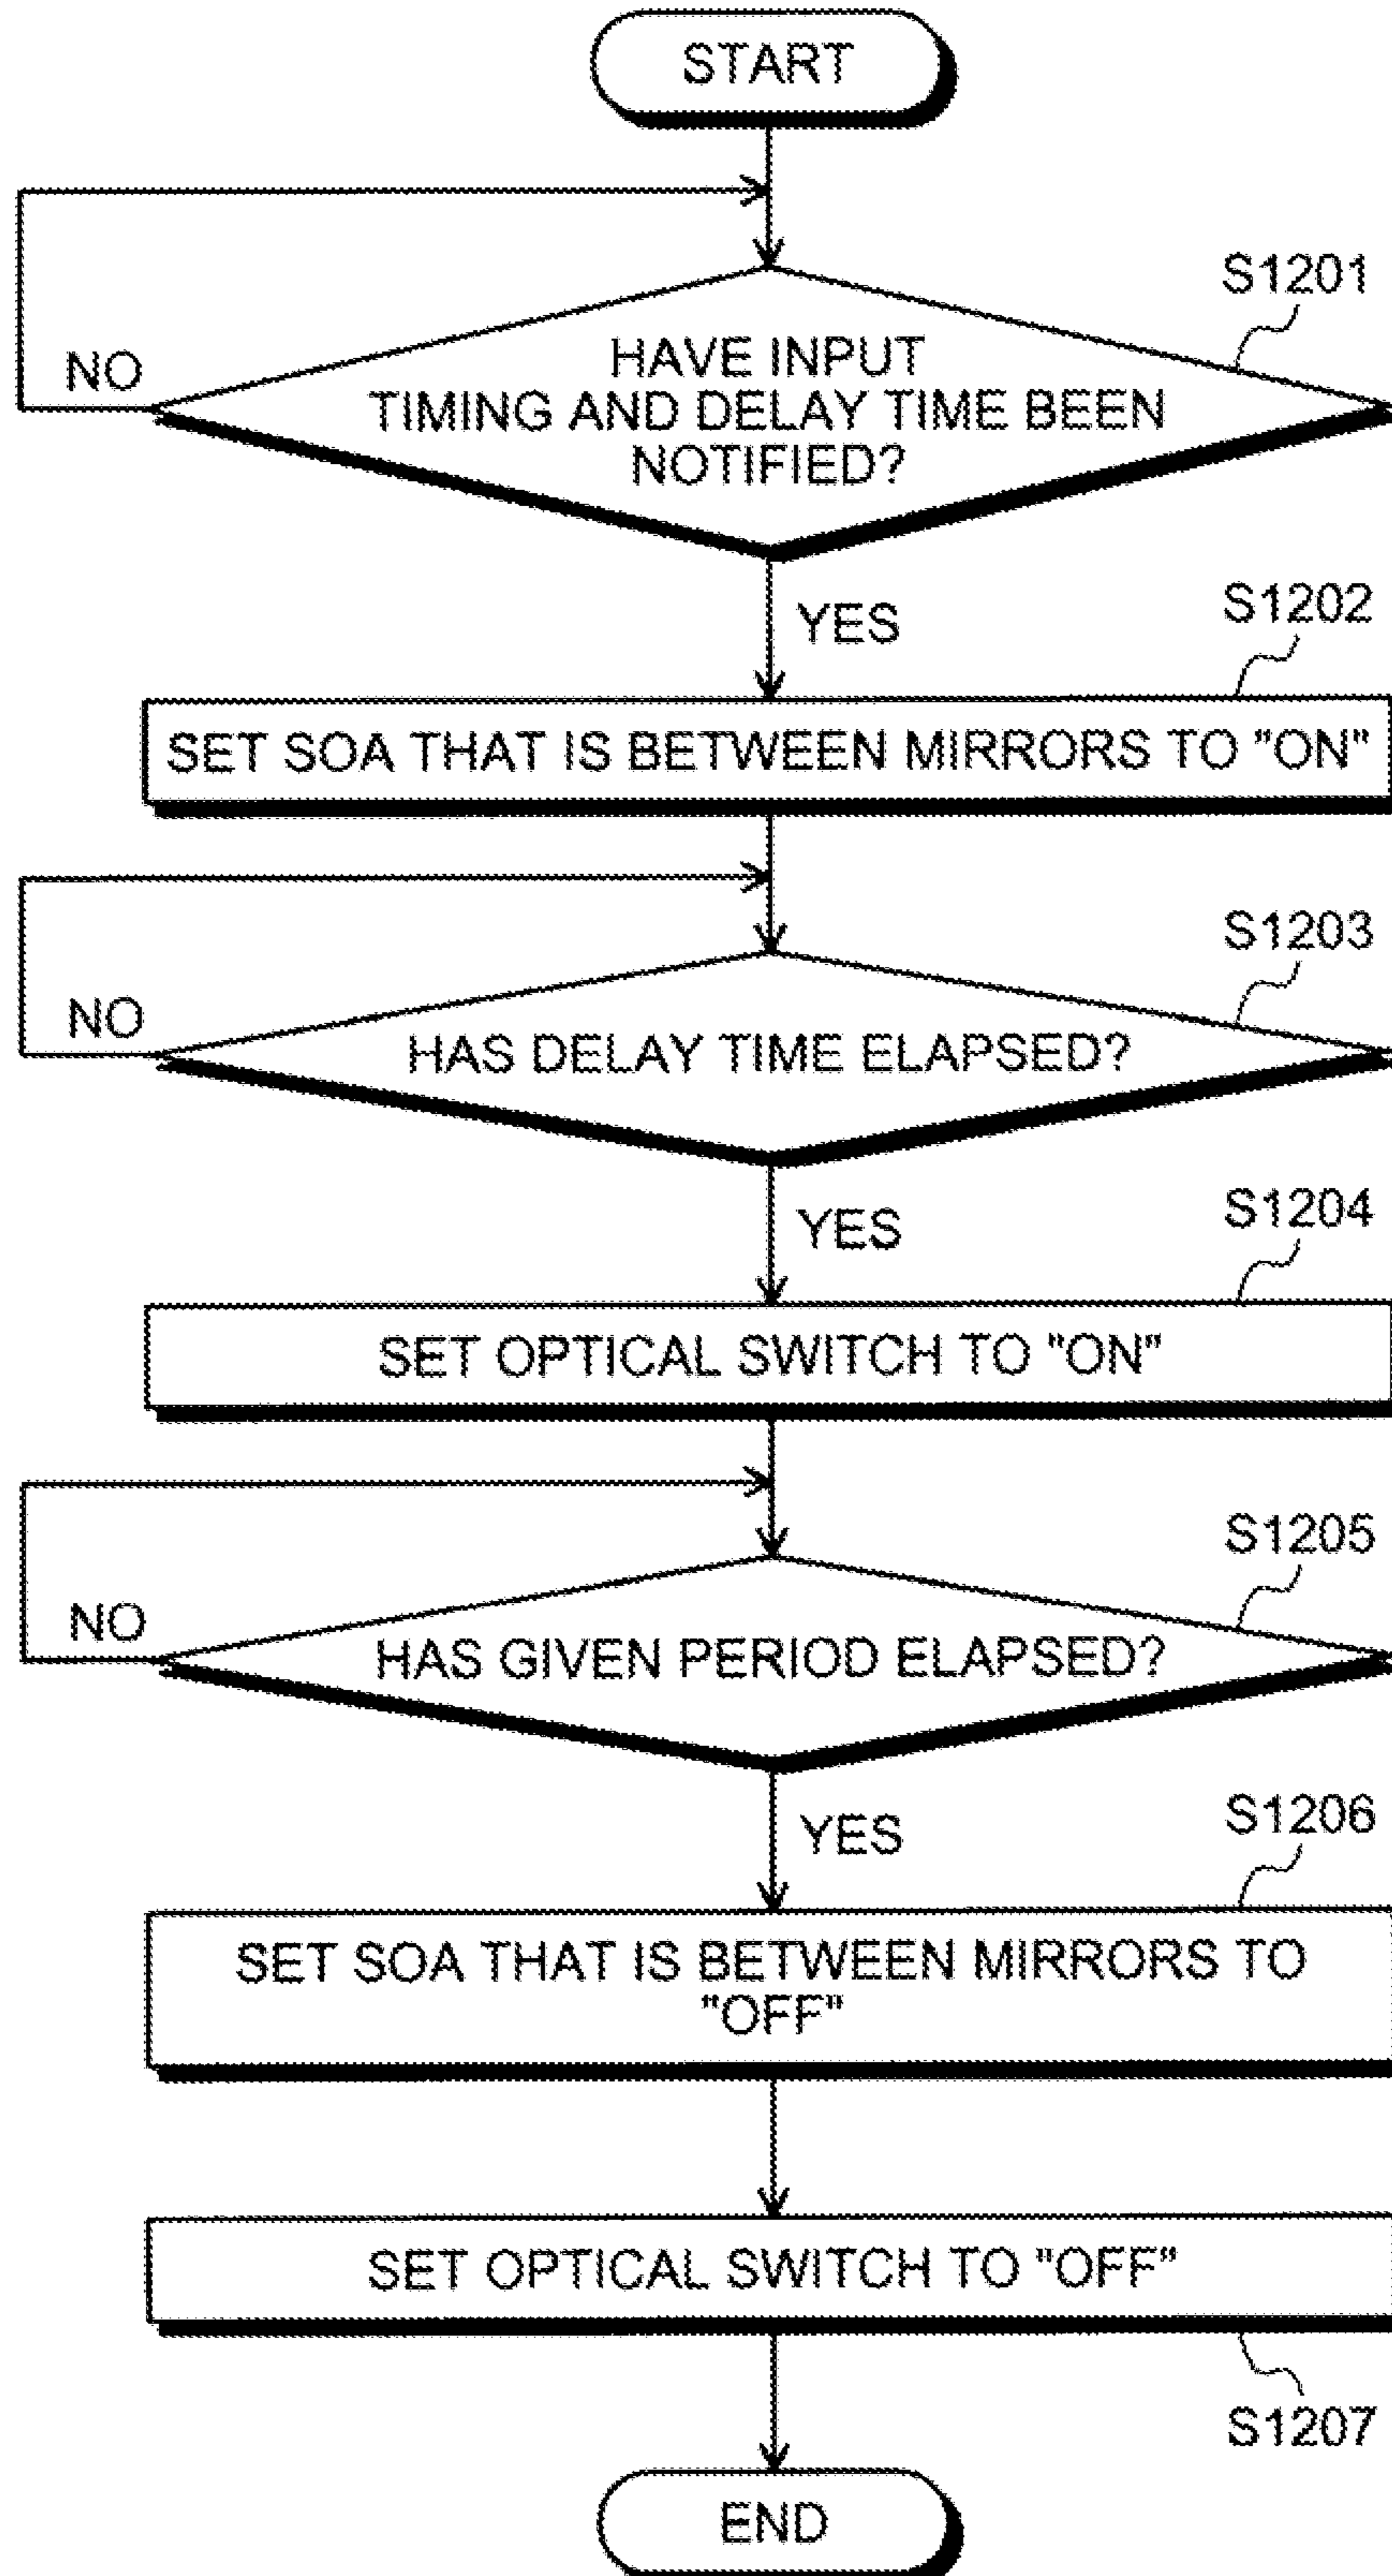 START
S1201
HAVE INPUT
TIMING AND DELAY TIME BEEN
NOTIFIED?
NO
YES
S1202
SET SOA THAT IS BETWEEN MIRRORS TO "ON"
S1203
HAS DELAY TIME ELAPSED?
NO
YES
S1204
SET OPTICAL SWITCH TO "ON"
S1205
HAS GIVEN PERIOD ELAPSED?
NO
YES
S1206
SET SOA THAT IS BETWEEN MIRRORS TO
"OFF"
SET OPTICAL SWITCH TO "OFF"
S1207
END